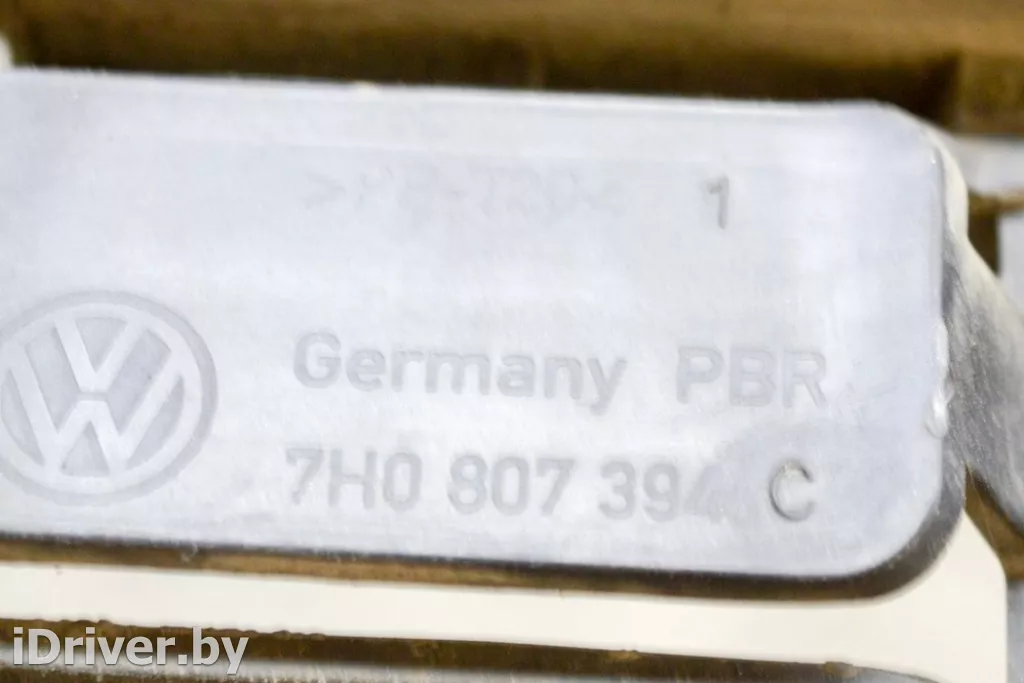 1
Germany PBR
7H0 807 394 C
iDriver.by